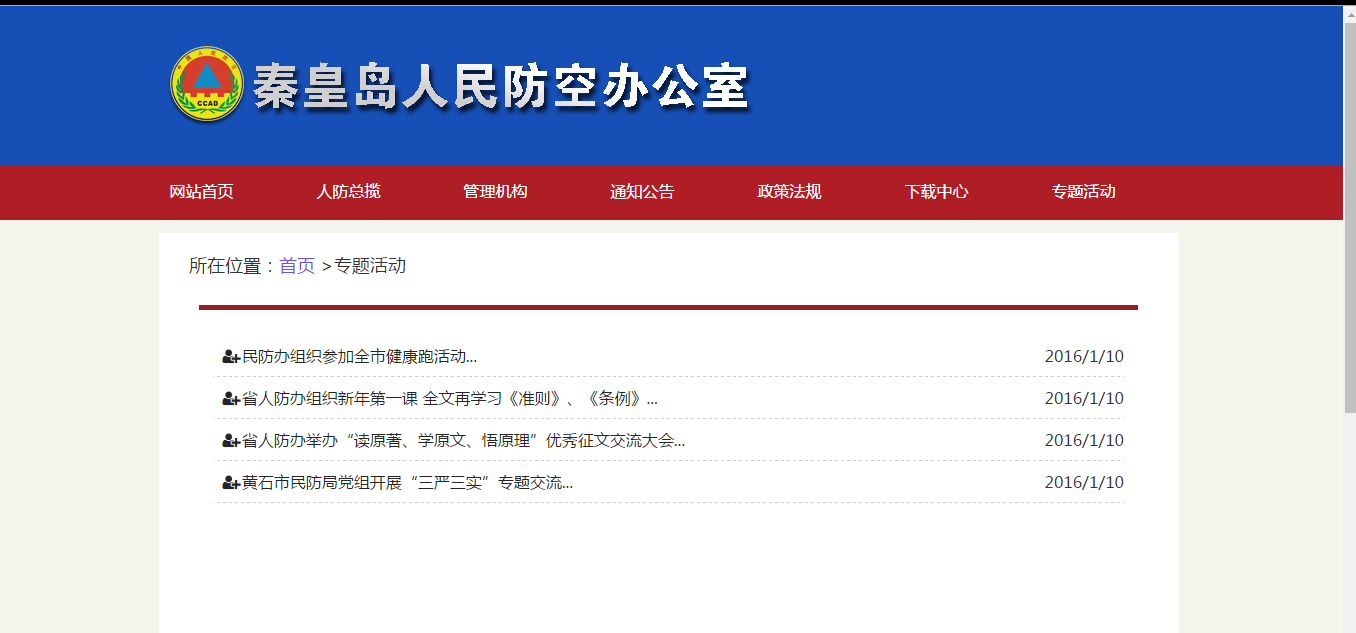 CCAD
秦皇岛人民防空办公室
网站首页 人防总揽 管理机构 通知公告 政策法规 下载中心 专题活动
所在位置：首页 >专题活动
民防办组织参加全市健康跑活动... 2016/1/10
省人防办组织新年第一课 全文再学习《准则》、《条例》... 2016/1/10
省人防办举办“读原著、学原文、悟原理”优秀征文交流大会... 2016/1/10
黄石市民防局党组开展“三严三实”专题交流... 2016/1/10